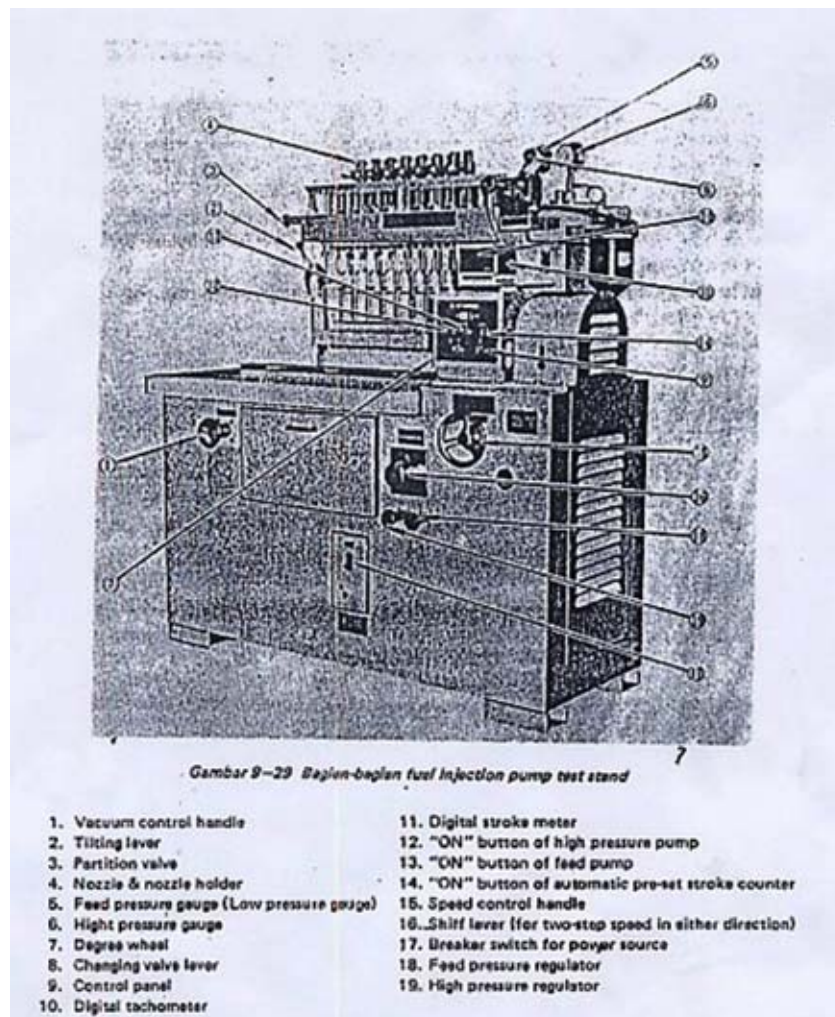 Gambar 9-29 Bagian-bagian fuel Injection pump test stand
1. Vacuum control handle
2. Tilting lever
3. Partition valve
4. Nozzle & nozzle holder
5. Feed pressure gauge (Low pressure gauge)
6. Hight pressure gauge
7. Degree wheel
8. Changing valve lever
9. Control panel
10. Digital tachometer
11. Digital stroke meter
12. "ON" button of high pressure pump
13. "ON" button of feed pump
14. "ON" button of automatic pre-set stroke counter
15. Speed control handle
16. Shiff lever (for two-step speed in either direction)
17. Breaker switch for power source
18. Feed pressure regulator
19. High pressure regulator